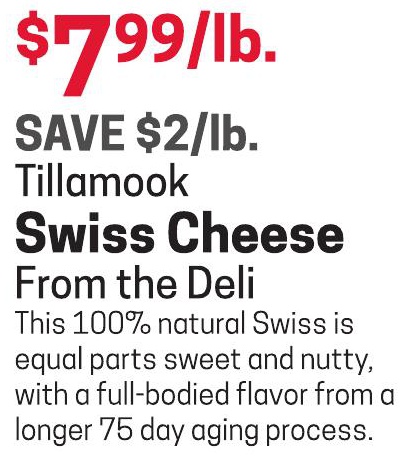 $7.99/lb.
SAVE $2/lb.
Tillamook
Swiss Cheese
From the Deli
This 100% natural Swiss is
equal parts sweet and nutty,
with a full-bodied flavor from a
longer 75 day aging process.